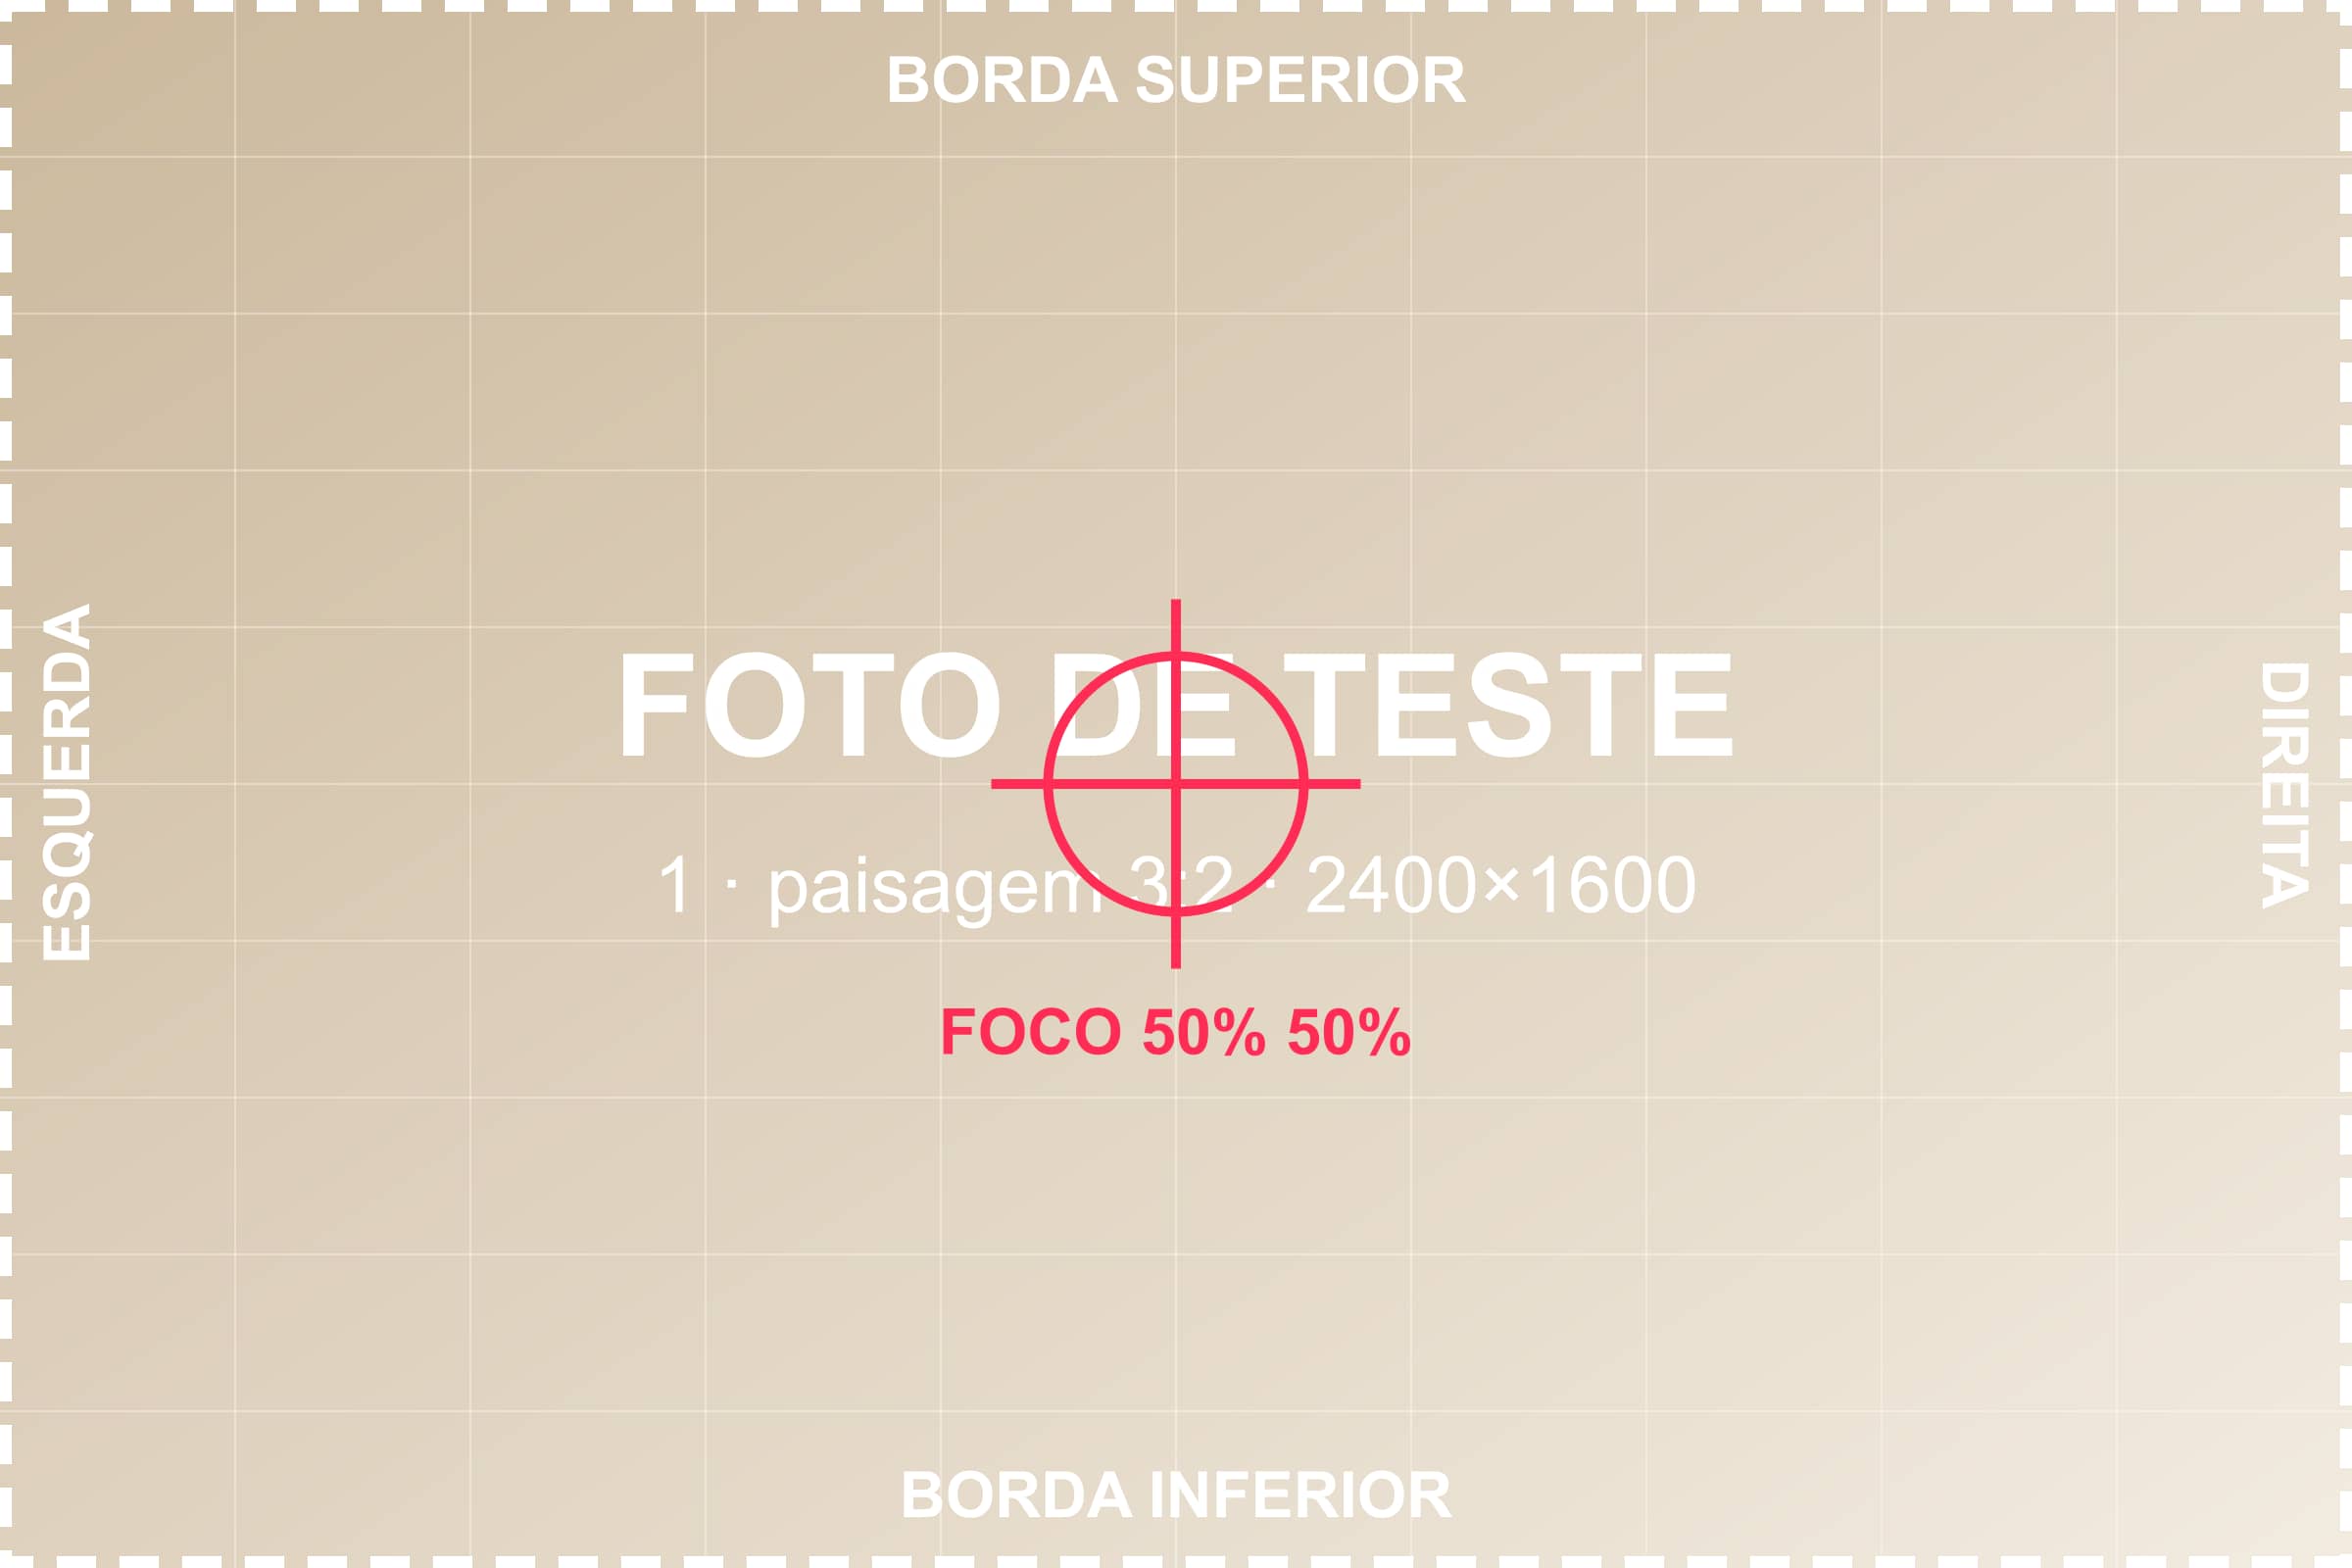 BORDA SUPERIOR
ESQUERDA
FOTO DE TESTE
1 · paisagem 3:2 · 2400×1600
FOCO 50% 50%
DIREITA
BORDA INFERIOR